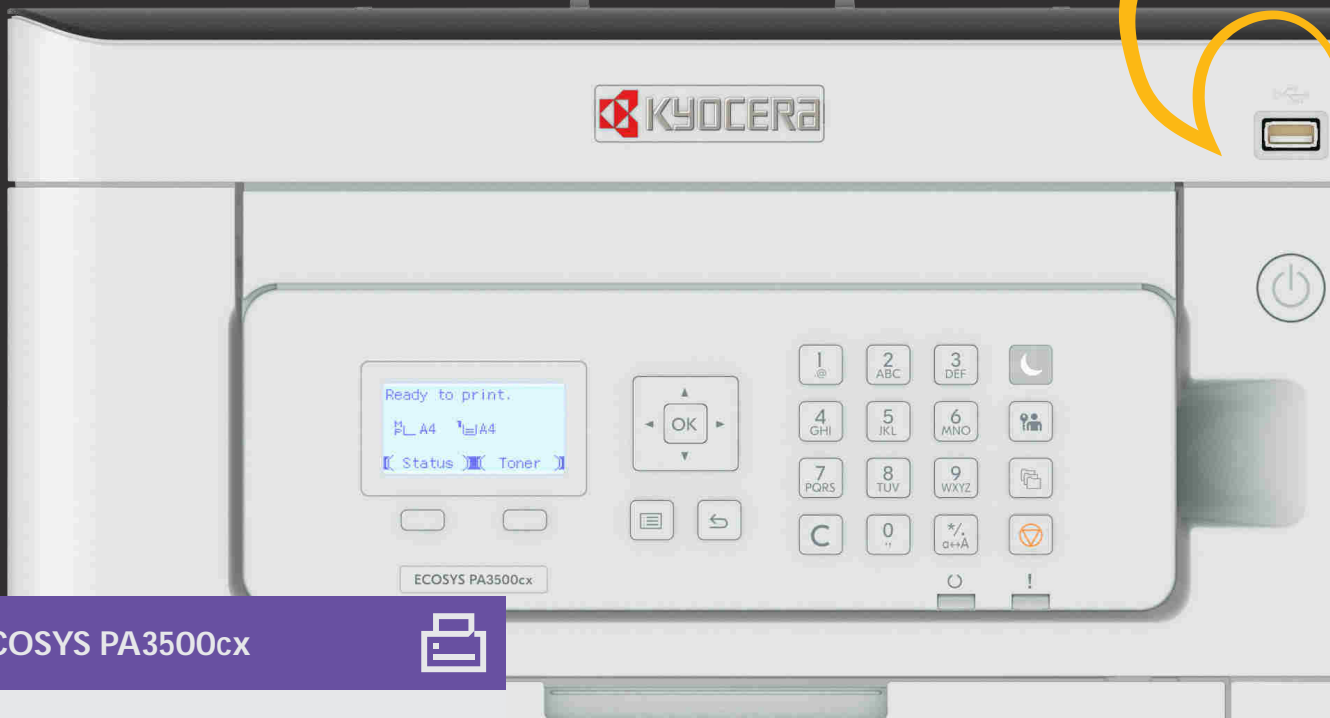 KYOCERA
Ready to print.
A4 A4
Status Toner
OK
1 2 3
.@ ABC DEF
4 5 6
GHI JKL MNO
7 8 9
PQRS TUV WXYZ
C 0 */.
., a↔A
!
ECOSYS PA3500cx
COSYS PA3500cx